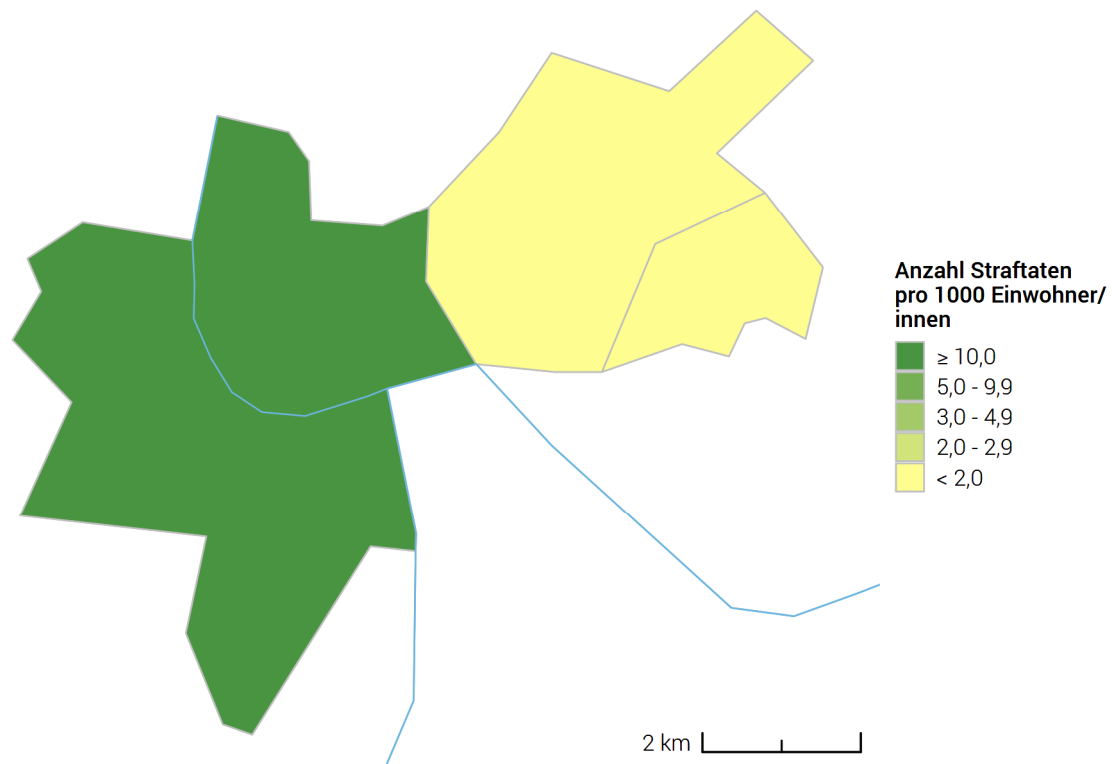 Anzahl Straftaten
pro 1000 Einwohner/
innen
≥ 10,0
5,0 - 9,9
3,0 - 4,9
2,0 - 2,9
< 2,0
2 km